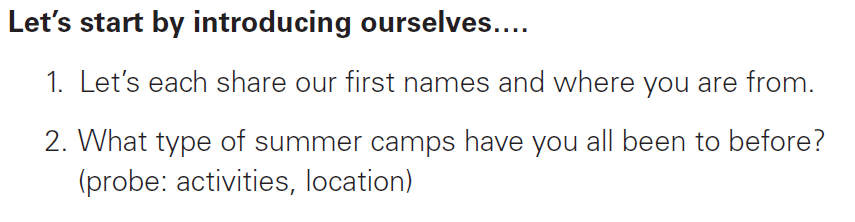 Let's start by introducing ourselves....
1. Let's each share our first names and where you are from.
2. What type of summer camps have you all been to before?
(probe: activities, location)